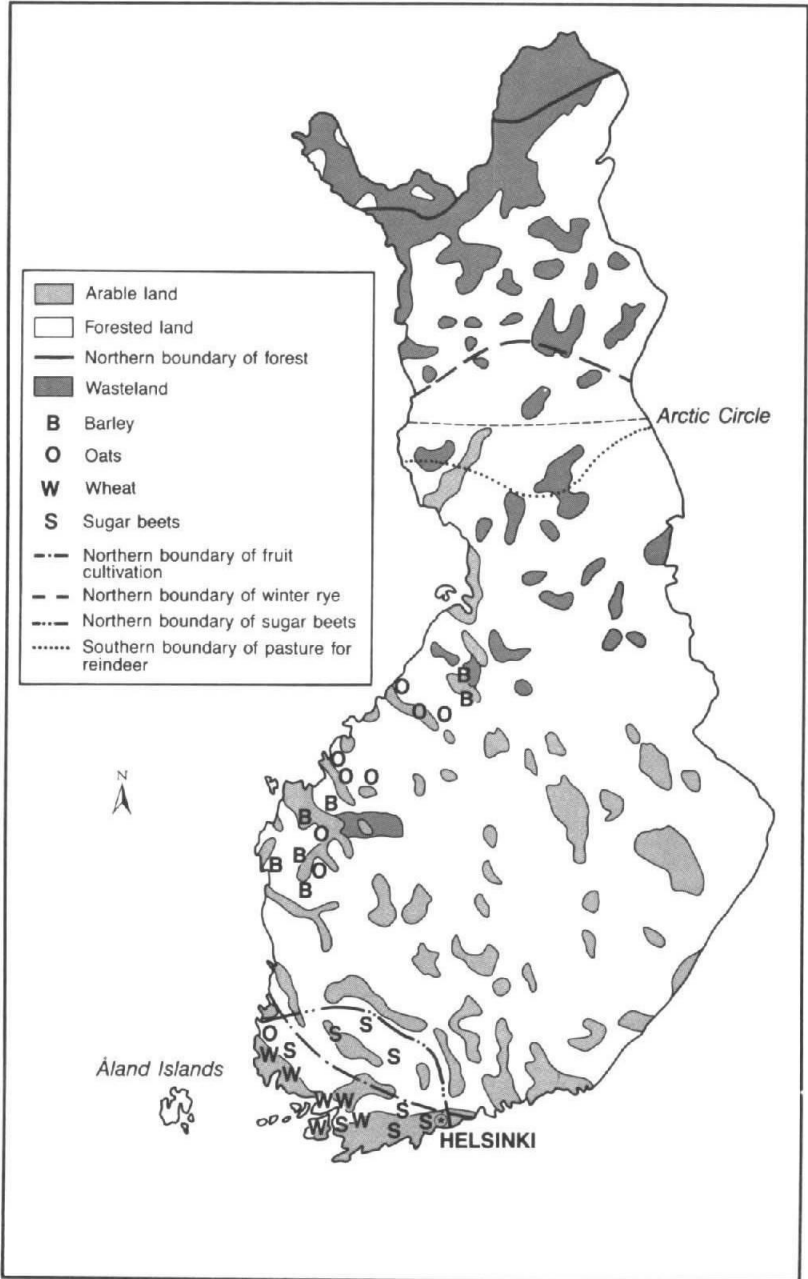 Arable land
Forested land
Northern boundary of forest
Wasteland
B Barley
O Oats
W Wheat
S Sugar beets
Northern boundary of fruit
cultivation
Northern boundary of winter rye
Northern boundary of sugar beets
Southern boundary of pasture for
reindeer
Arctic Circle
N
B
O
B
O
O
O
O
O
B
B
O
B
B
O
B
S
O
S
W
S
S
W
W
W
S
W
S
W
S
S
Åland Islands
HELSINKI